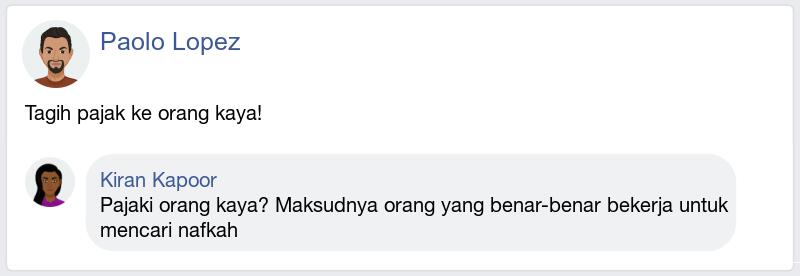 Paolo Lopez
Tagih pajak ke orang kaya!
Kiran Kapoor
Pajaki orang kaya? Maksudnya orang yang benar-benar bekerja untuk
mencari nafkah